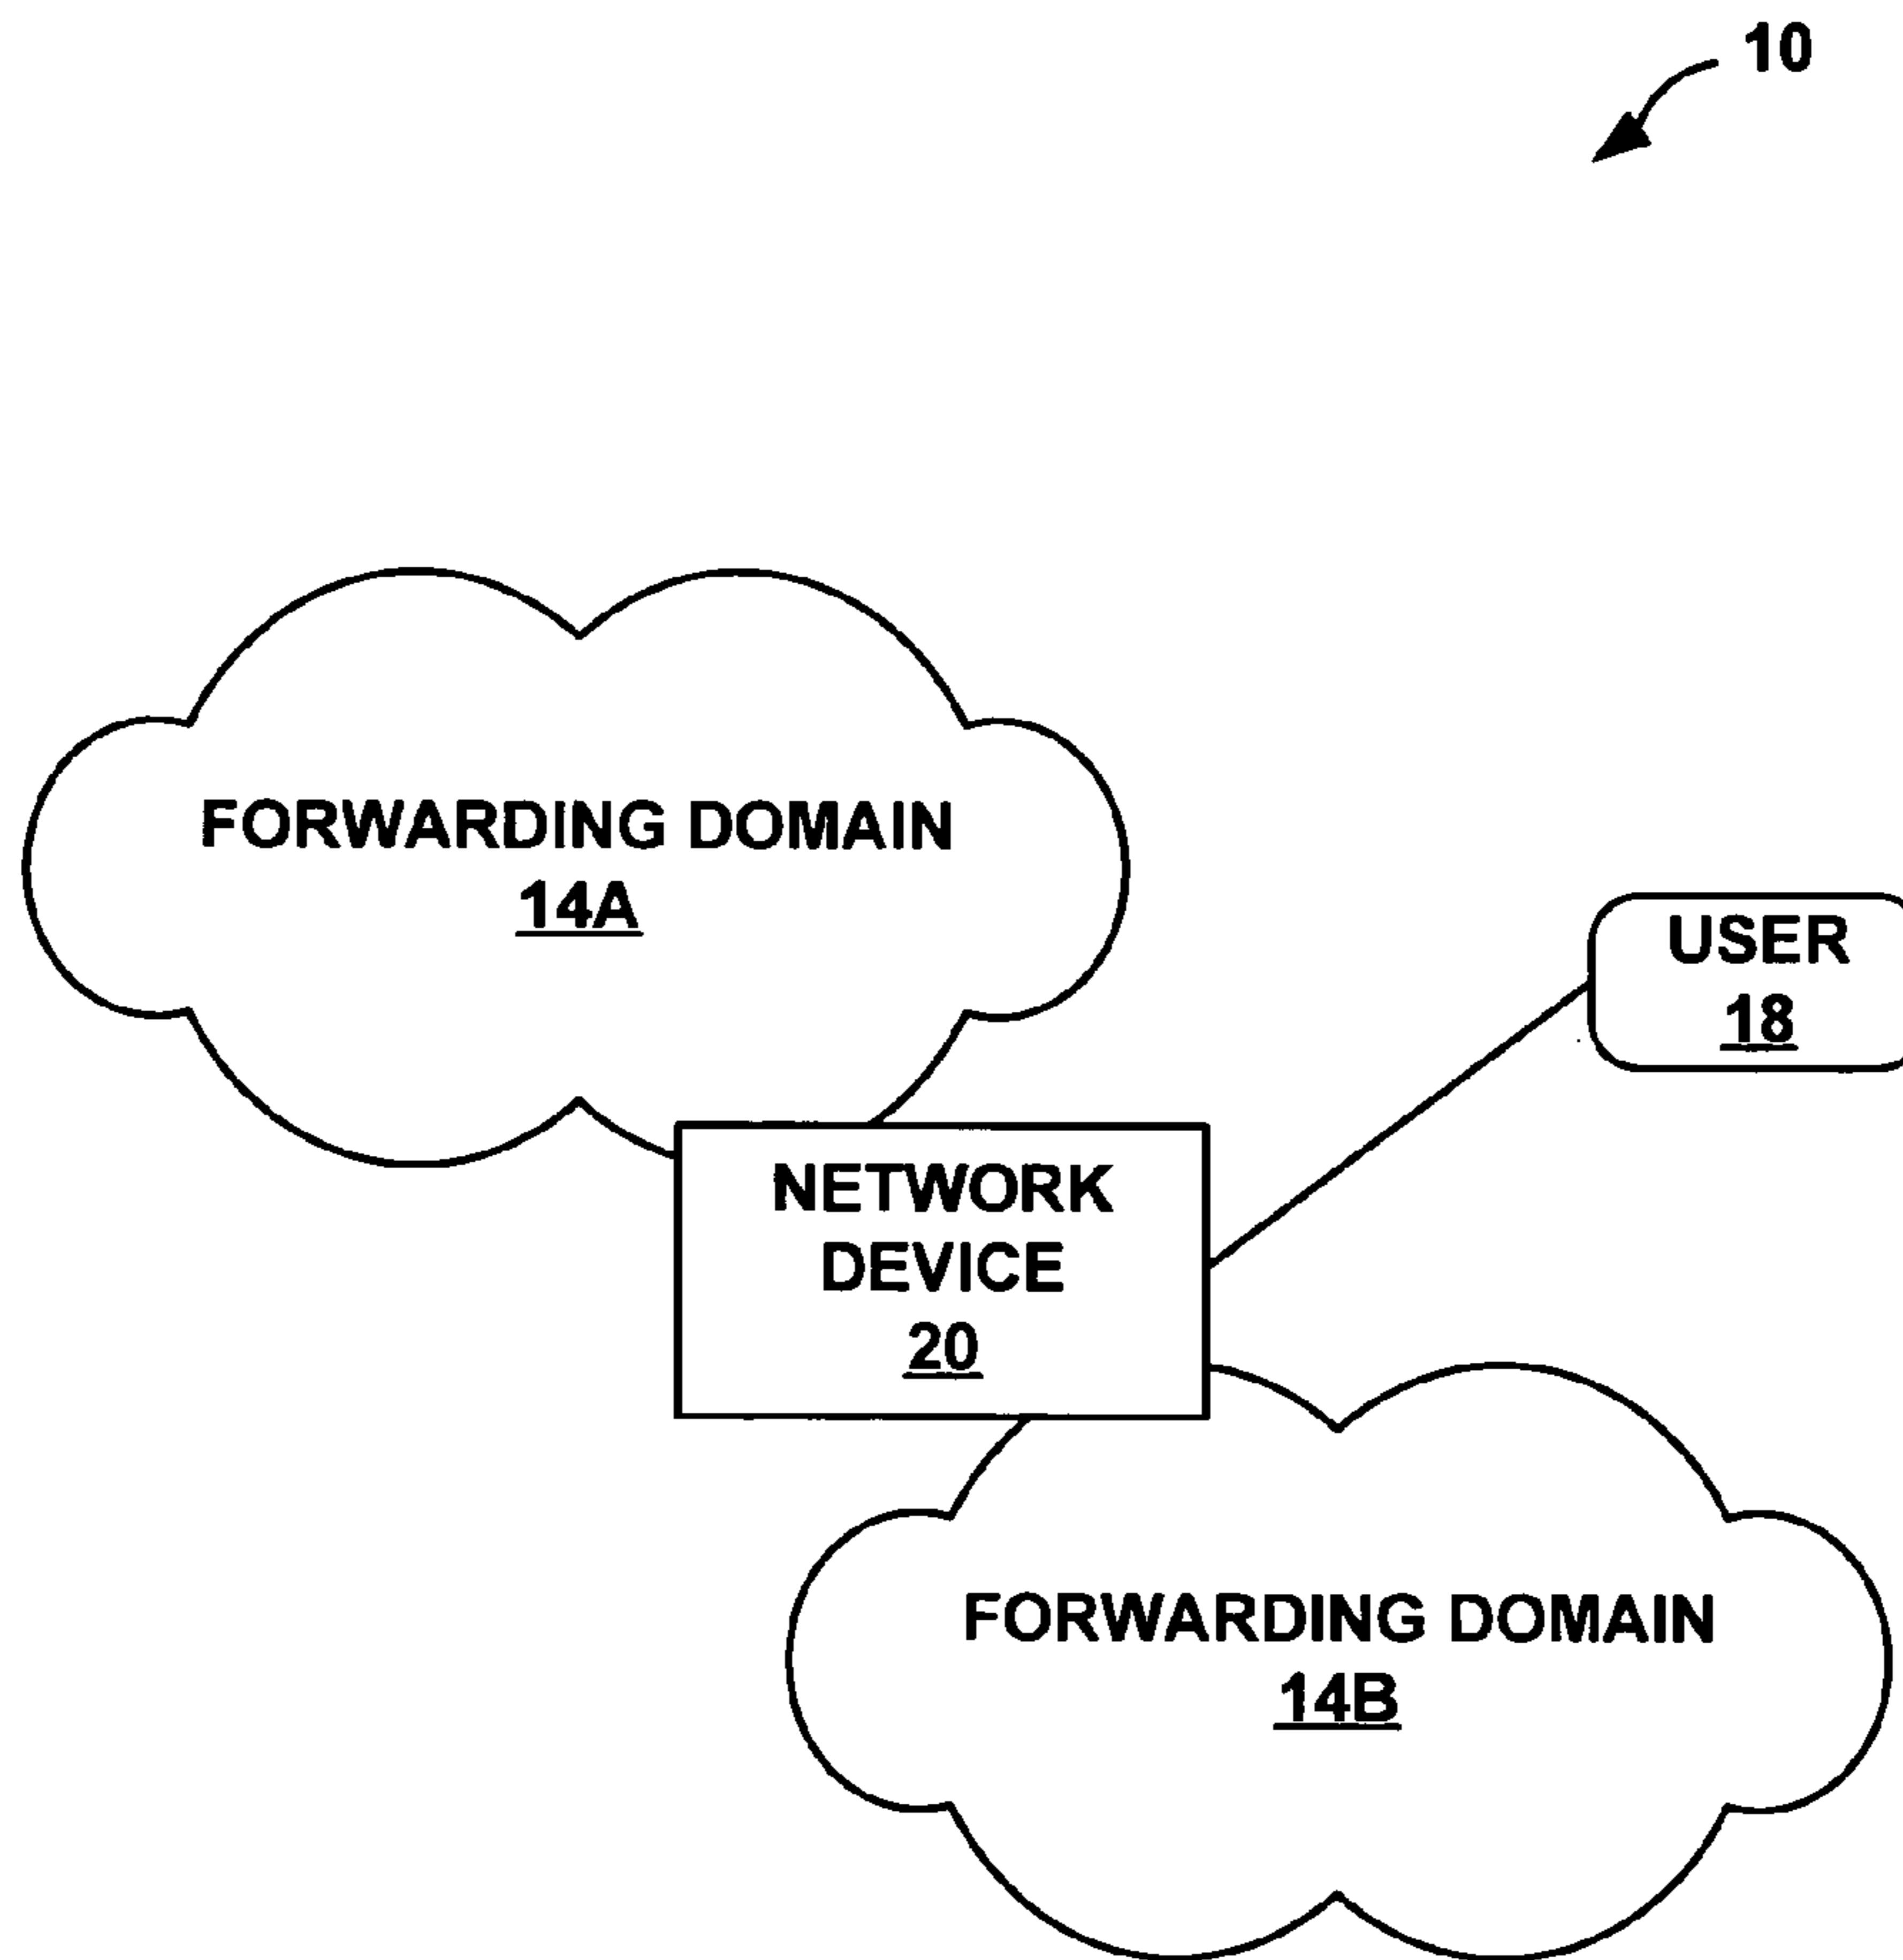 10
FORWARDING DOMAIN
14A
USER
18
NETWORK
DEVICE
20
FORWARDING DOMAIN
14B